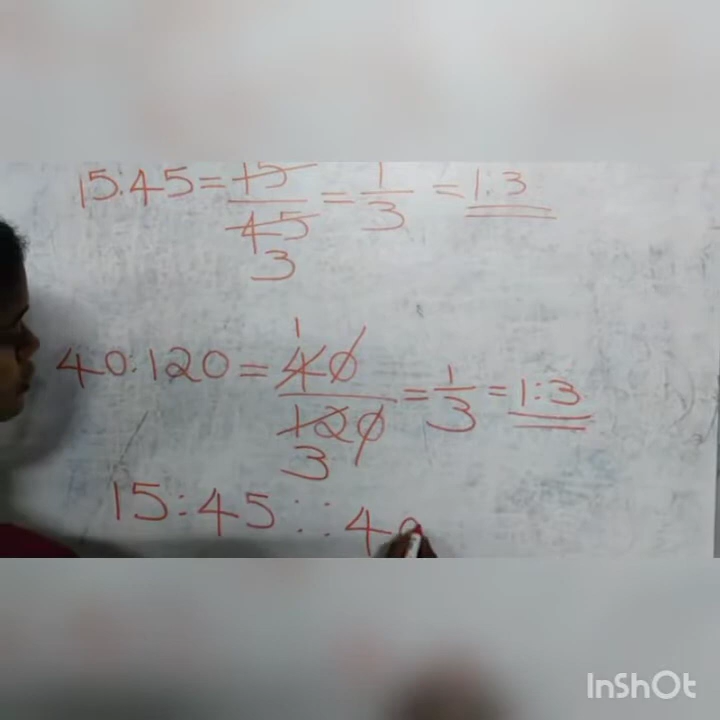 15:45 = 15/45 = 1/3 = 1:3
3
1
40:120 = 40/120 = 1/3 = 1:3
3
15:45 :: 40
InShOt